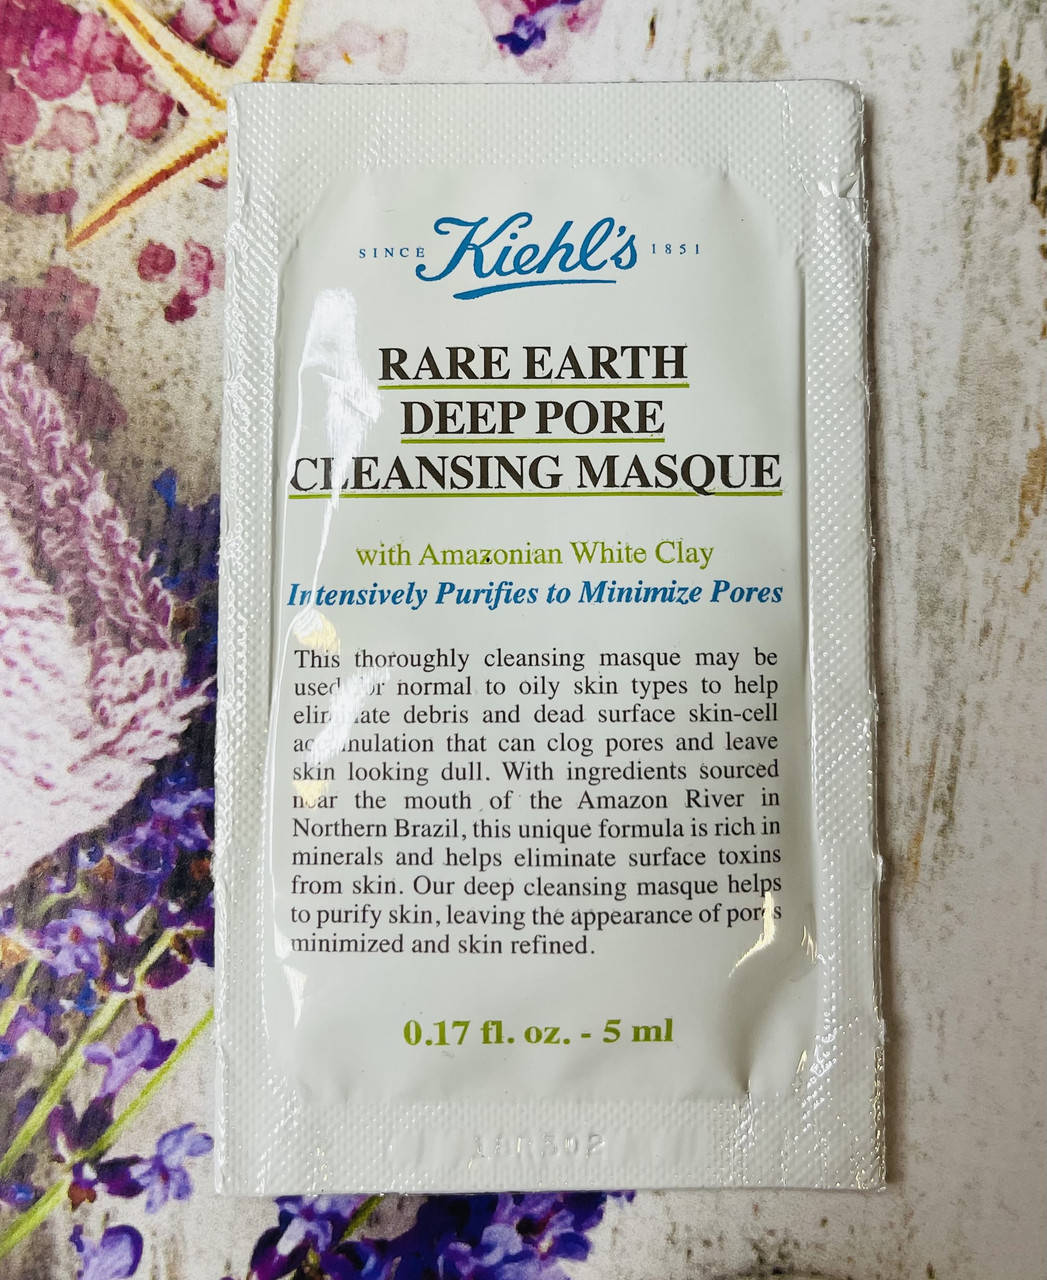 SINCE Kiehl's 1851
RARE EARTH
DEEP PORE
CLEANSING MASQUE
with Amazonian White Clay
Intensively Purifies to Minimize Pores
This thoroughly cleansing masque may be
used for normal to oily skin types to help
eliminate debris and dead surface skin-cell
accumulation that can clog pores and leave
skin looking dull. With ingredients sourced
near the mouth of the Amazon River in
Northern Brazil, this unique formula is rich in
minerals and helps eliminate surface toxins
from skin. Our deep cleansing masque helps
to purify skin, leaving the appearance of pores
minimized and skin refined.
0.17 fl. oz. - 5 ml